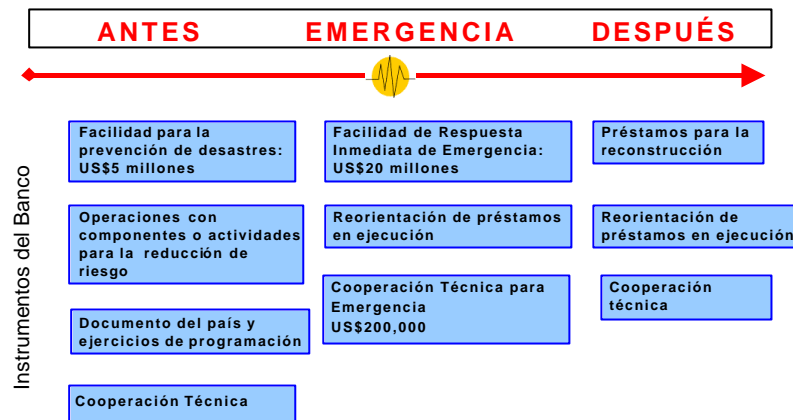 ANTES EMERGENCIA DESPUÉS
Instrumentos del Banco
Facilidad para la
prevención de desastres:
US$5 millones
Operaciones con
componentes o actividades
para la reducción de
riesgo
Documento del país y
ejercicios de programación
Cooperación Técnica
Facilidad de Respuesta
Inmediata de Emergencia:
US$20 millones
Reorientación de préstamos
en ejecución
Cooperación Técnica para
Emergencia
US$200,000
Préstamos para la
reconstrucción
Reorientación de
préstamos en ejecución
Cooperación
técnica